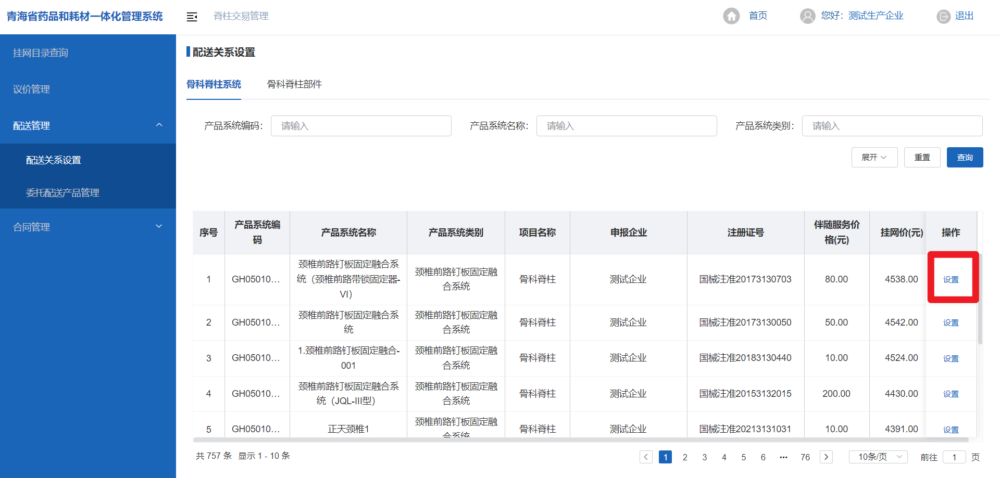 青海省药品和耗材一体化管理系统
脊柱交易管理
首页
您好：测试生产企业
退出
挂网目录查询
议价管理
配送管理
配送关系设置
委托配送产品管理
合同管理
配送关系设置
骨科脊柱系统 骨科脊柱部件
产品系统编码： 请输入 产品系统名称： 请输入 产品系统类别： 请输入
展开 重置 查询
序号 产品系统编码 产品系统名称 产品系统类别 项目名称 申报企业 注册证号 伴随服务价格(元) 挂网价(元) 操作
1 GH05010... 颈椎前路钉板固定融合系统（颈椎前路带锁固定器-VI） 颈椎前路钉板固定融合系统 骨科脊柱 测试企业 国械注准20173130703 80.00 4538.00 设置
2 GH05010... 颈椎前路钉板固定融合系统 颈椎前路钉板固定融合系统 骨科脊柱 测试企业 国械注准20173130050 50.00 4542.00 设置
3 GH05010... 1.颈椎前路钉板固定融合-001 颈椎前路钉板固定融合系统 骨科脊柱 测试企业 国械注准20183130440 10.00 4524.00 设置
4 GH05010... 颈椎前路钉板固定融合系统（JQL-III型） 颈椎前路钉板固定融合系统 骨科脊柱 测试企业 国械注准20153132015 200.00 4430.00 设置
5 GH05010... 正天颈椎1 颈椎前路钉板固定融合系统 骨科脊柱 测试企业 国械注准20213131031 10.00 4391.00 设置
共 757 条 显示 1 - 10 条
1 2 3 4 5 6 ••• 76 10条/页 前往 1 页